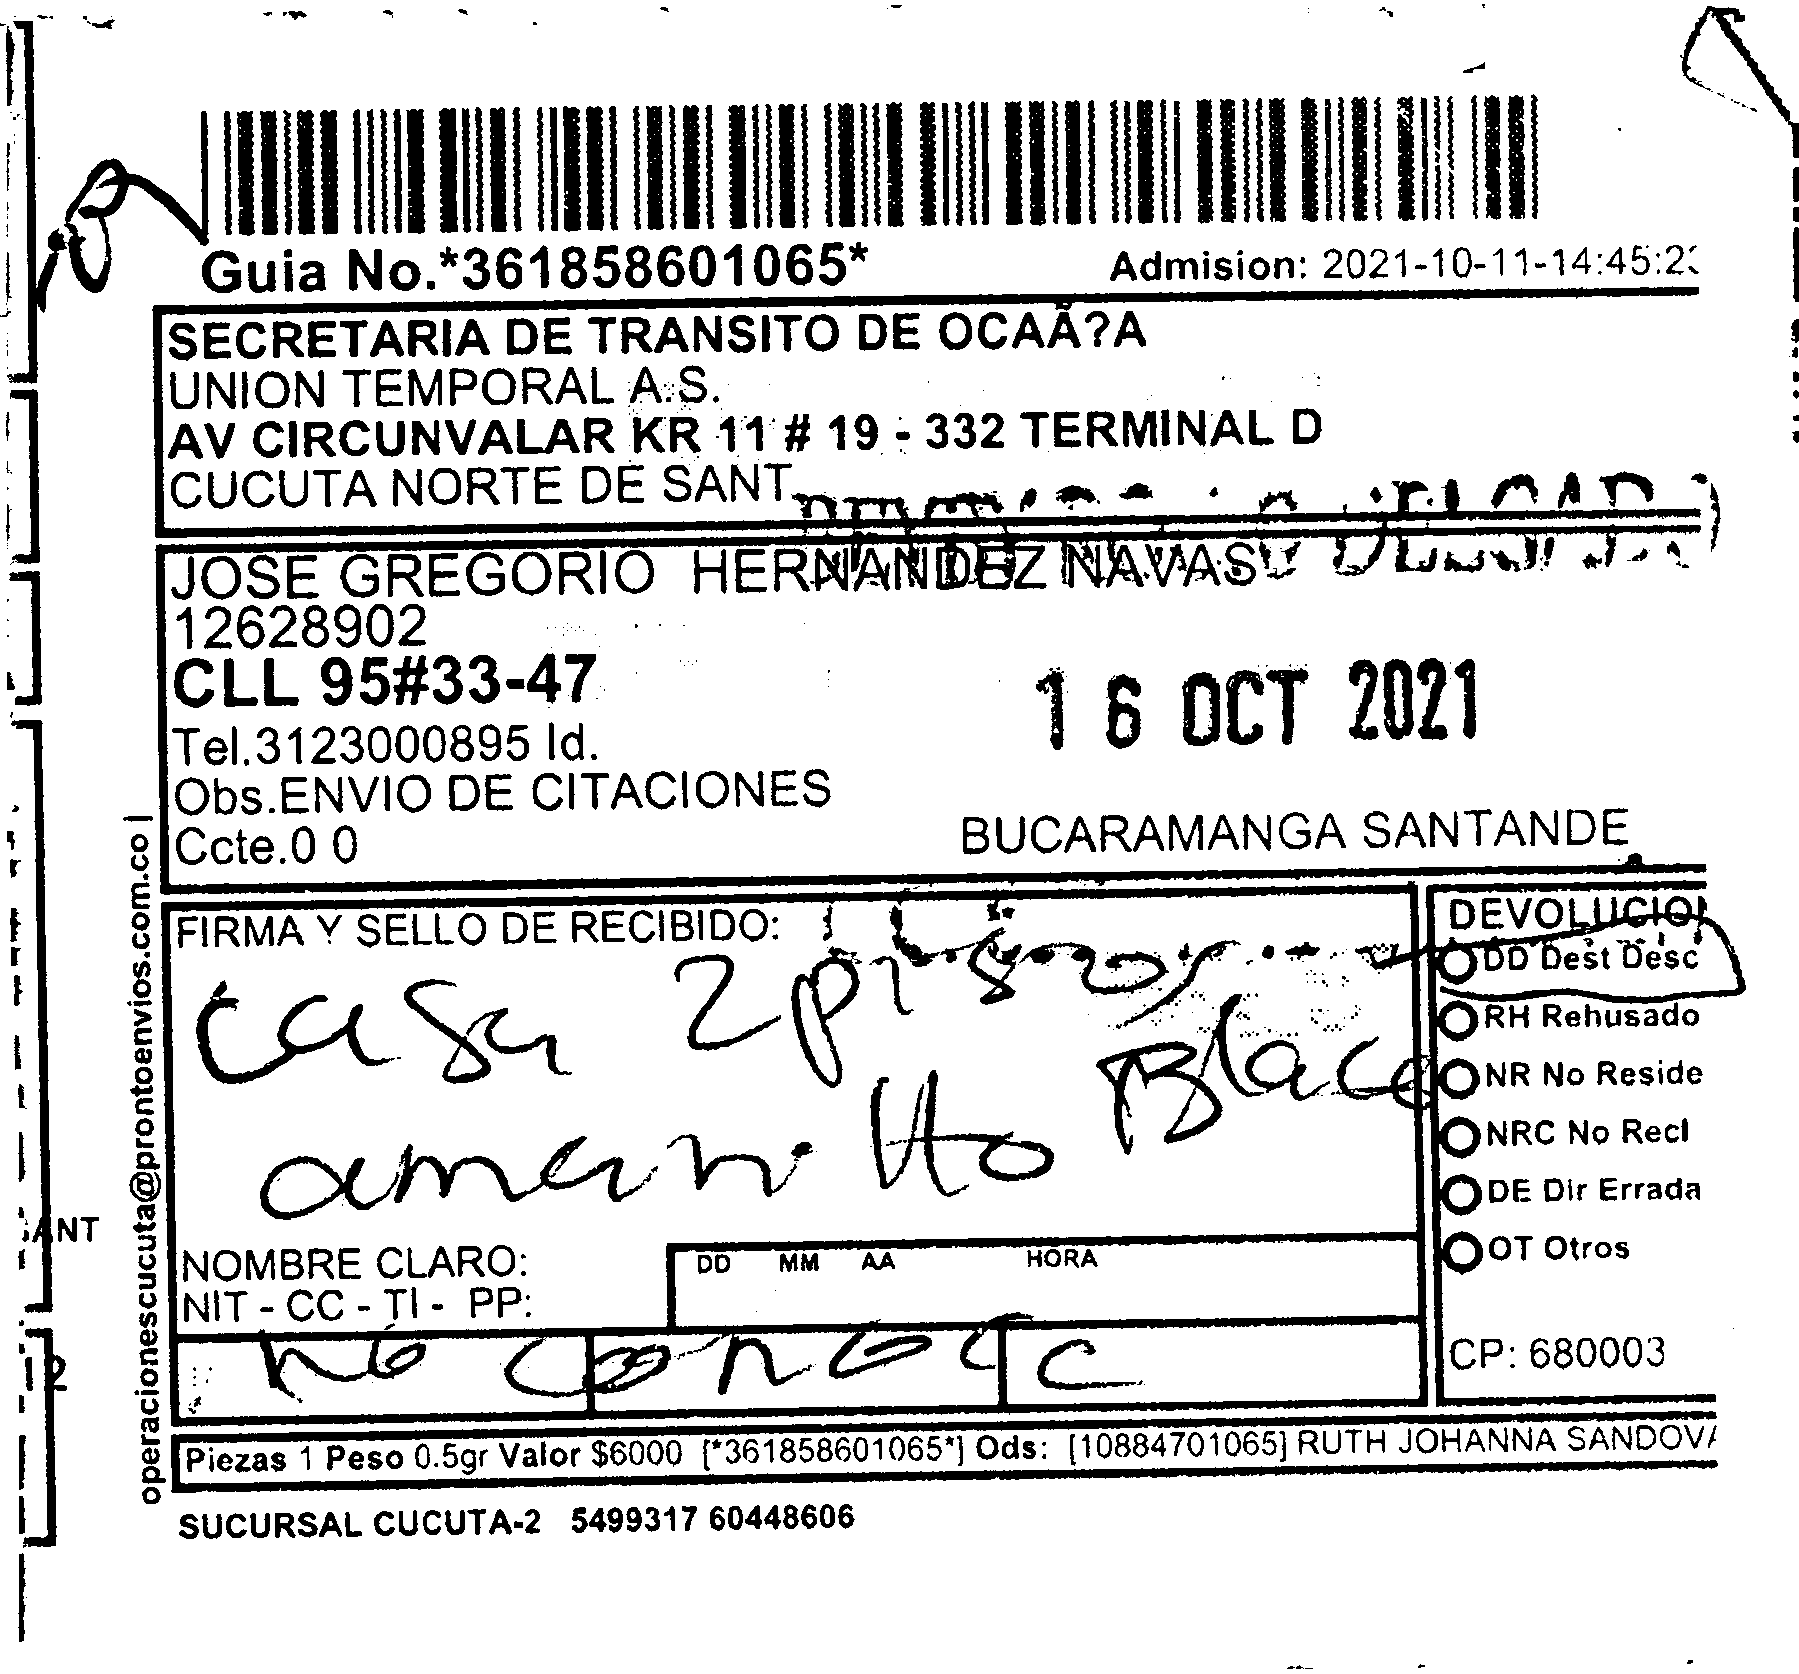 Guia No.*361858601065*
Admision: 2021-10-11-14:45:2
SECRETARIA DE TRANSITO DE OCAÃ?A
UNION TEMPORAL A.S.
AV CIRCUNVALAR KR 11 # 19 - 332 TERMINAL D
CUCUTA NORTE DE SANT
JOSE GREGORIO HERNANDEZ NAVAS
12628902
CLL 95#33-47
16 OCT 2021
Tel.3123000895 Id.
Obs.ENVIO DE CITACIONES
Ccte.0 0
BUCARAMANGA SANTANDE
operacionescucuta@prontoenvios.com.co |
FIRMA Y SELLO DE RECIBIDO:
casa 2 piso
amarillo Blaco
DEVOLUCIO
DD Dest Desc
RH Rehusado
NR No Reside
NRC No Recl
DE Dir Errada
OT Otros
NOMBRE CLARO:
NIT - CC - TI - PP:
DD MM AA HORA
no conoce
CP: 680003
Piezas 1 Peso 0.5gr Valor $6000 [*361858601065*] Ods: [10884701065] RUTH JOHANNA SANDOV
SUCURSAL CUCUTA-2 5499317 60448606
ANT
12